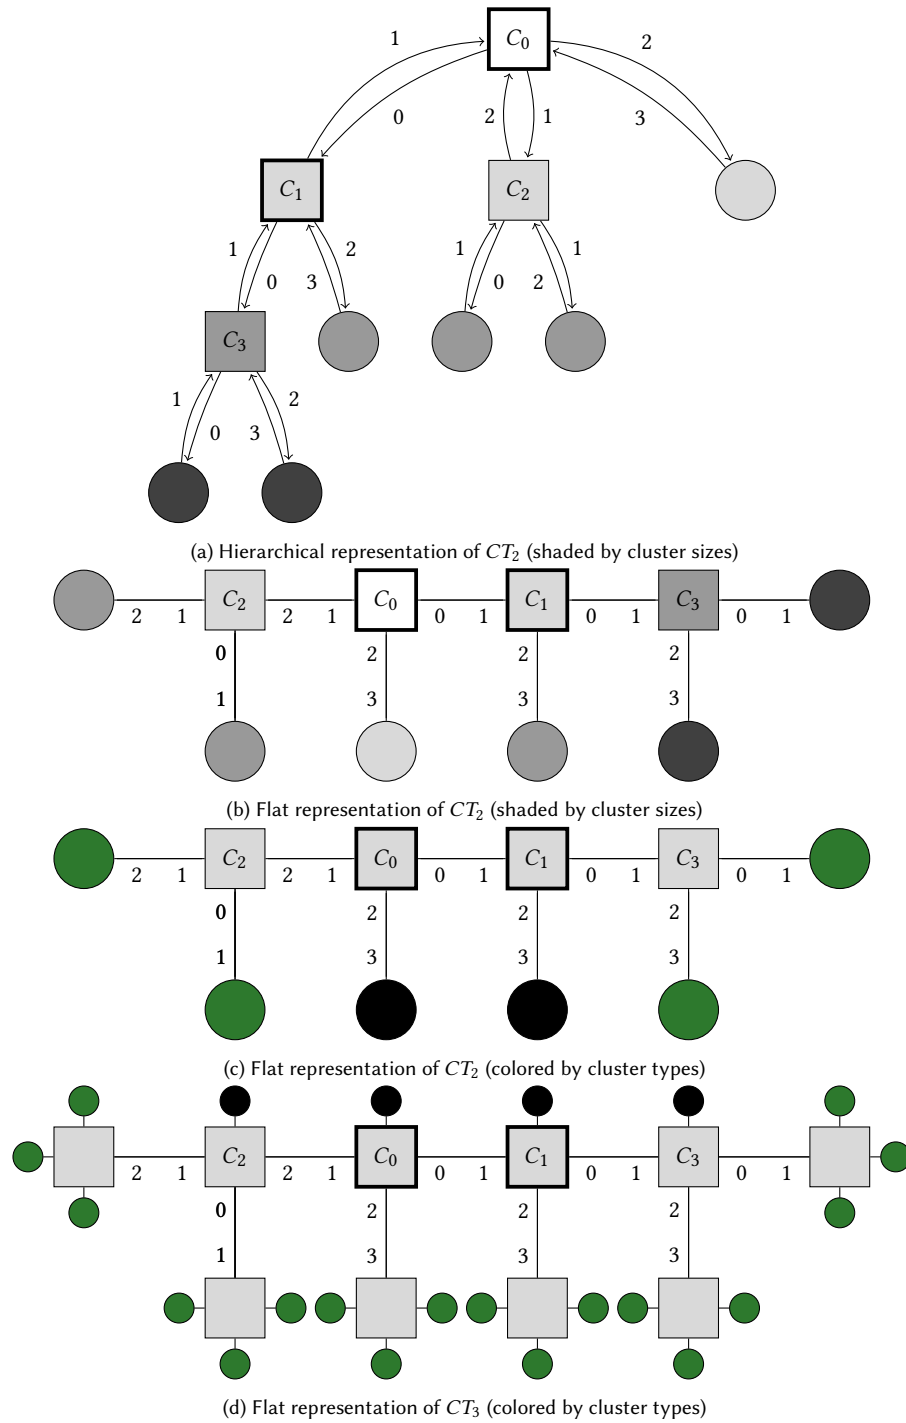 C0
1
2
0
2
1
3
C1
C2
1
2
1
1
0
3
0
2
C3
1
2
0
3
(a) Hierarchical representation of CT2 (shaded by cluster sizes)
C2 C0 C1 C3
2 1 2 1 0 1 0 1 0 1
0 2 2 2
1 3 3 3
(b) Flat representation of CT2 (shaded by cluster sizes)
C2 C0 C1 C3
2 1 2 1 0 1 0 1 0 1
0 2 2 2
1 3 3 3
(c) Flat representation of CT2 (colored by cluster types)
C2 C0 C1 C3
2 1 2 1 0 1 0 1 0 1
0 2 2 2
1 3 3 3
(d) Flat representation of CT3 (colored by cluster types)